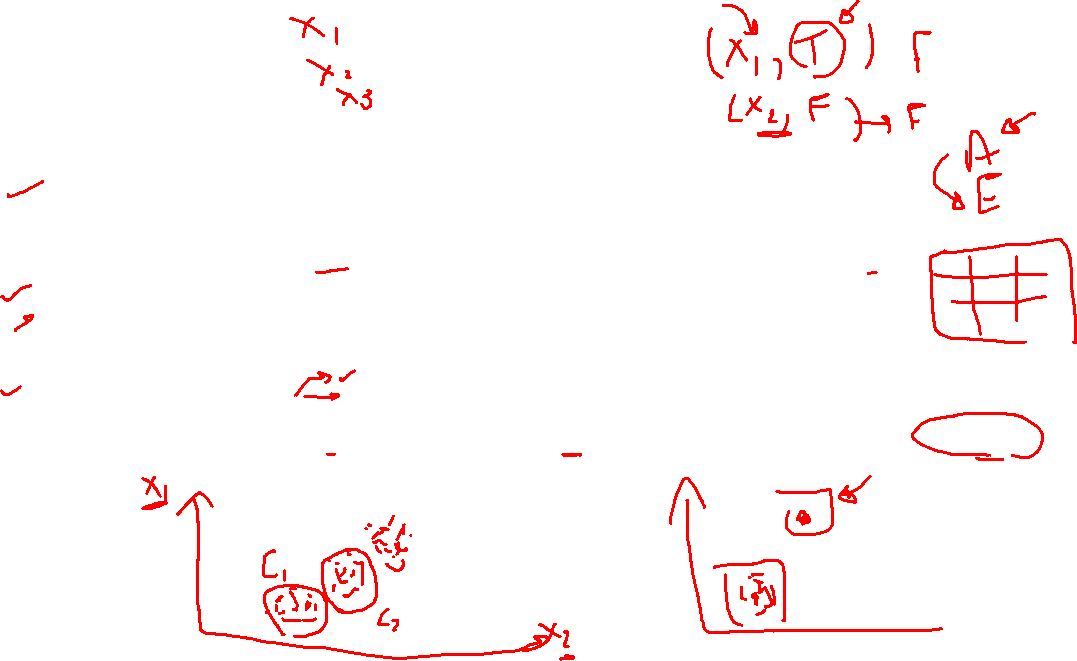 x1
x2
x3
(x1, T) F
(x2, F) → F
A
E
x1
C1
C2
x2